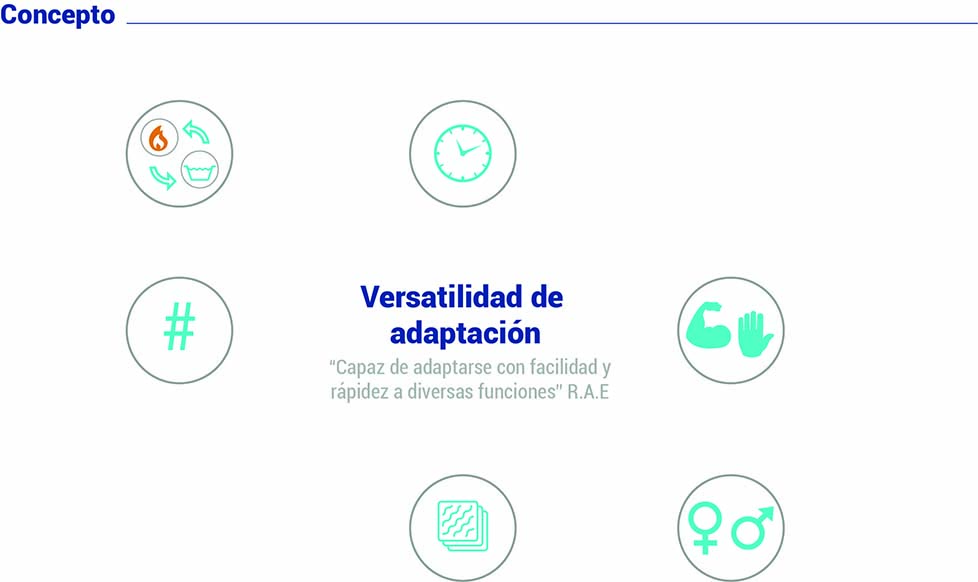 Concepto
#
Versatilidad de
adaptación
“Capaz de adaptarse con facilidad y
rápidez a diversas funciones” R.A.E